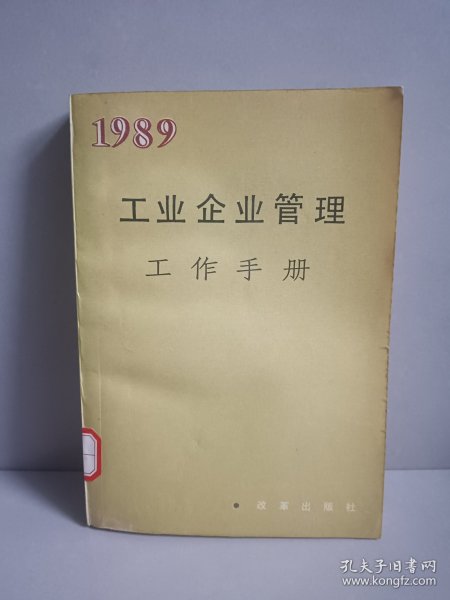 1989
工业企业管理
工作手册
改革出版社
孔夫子旧书网
www.kongfz.com